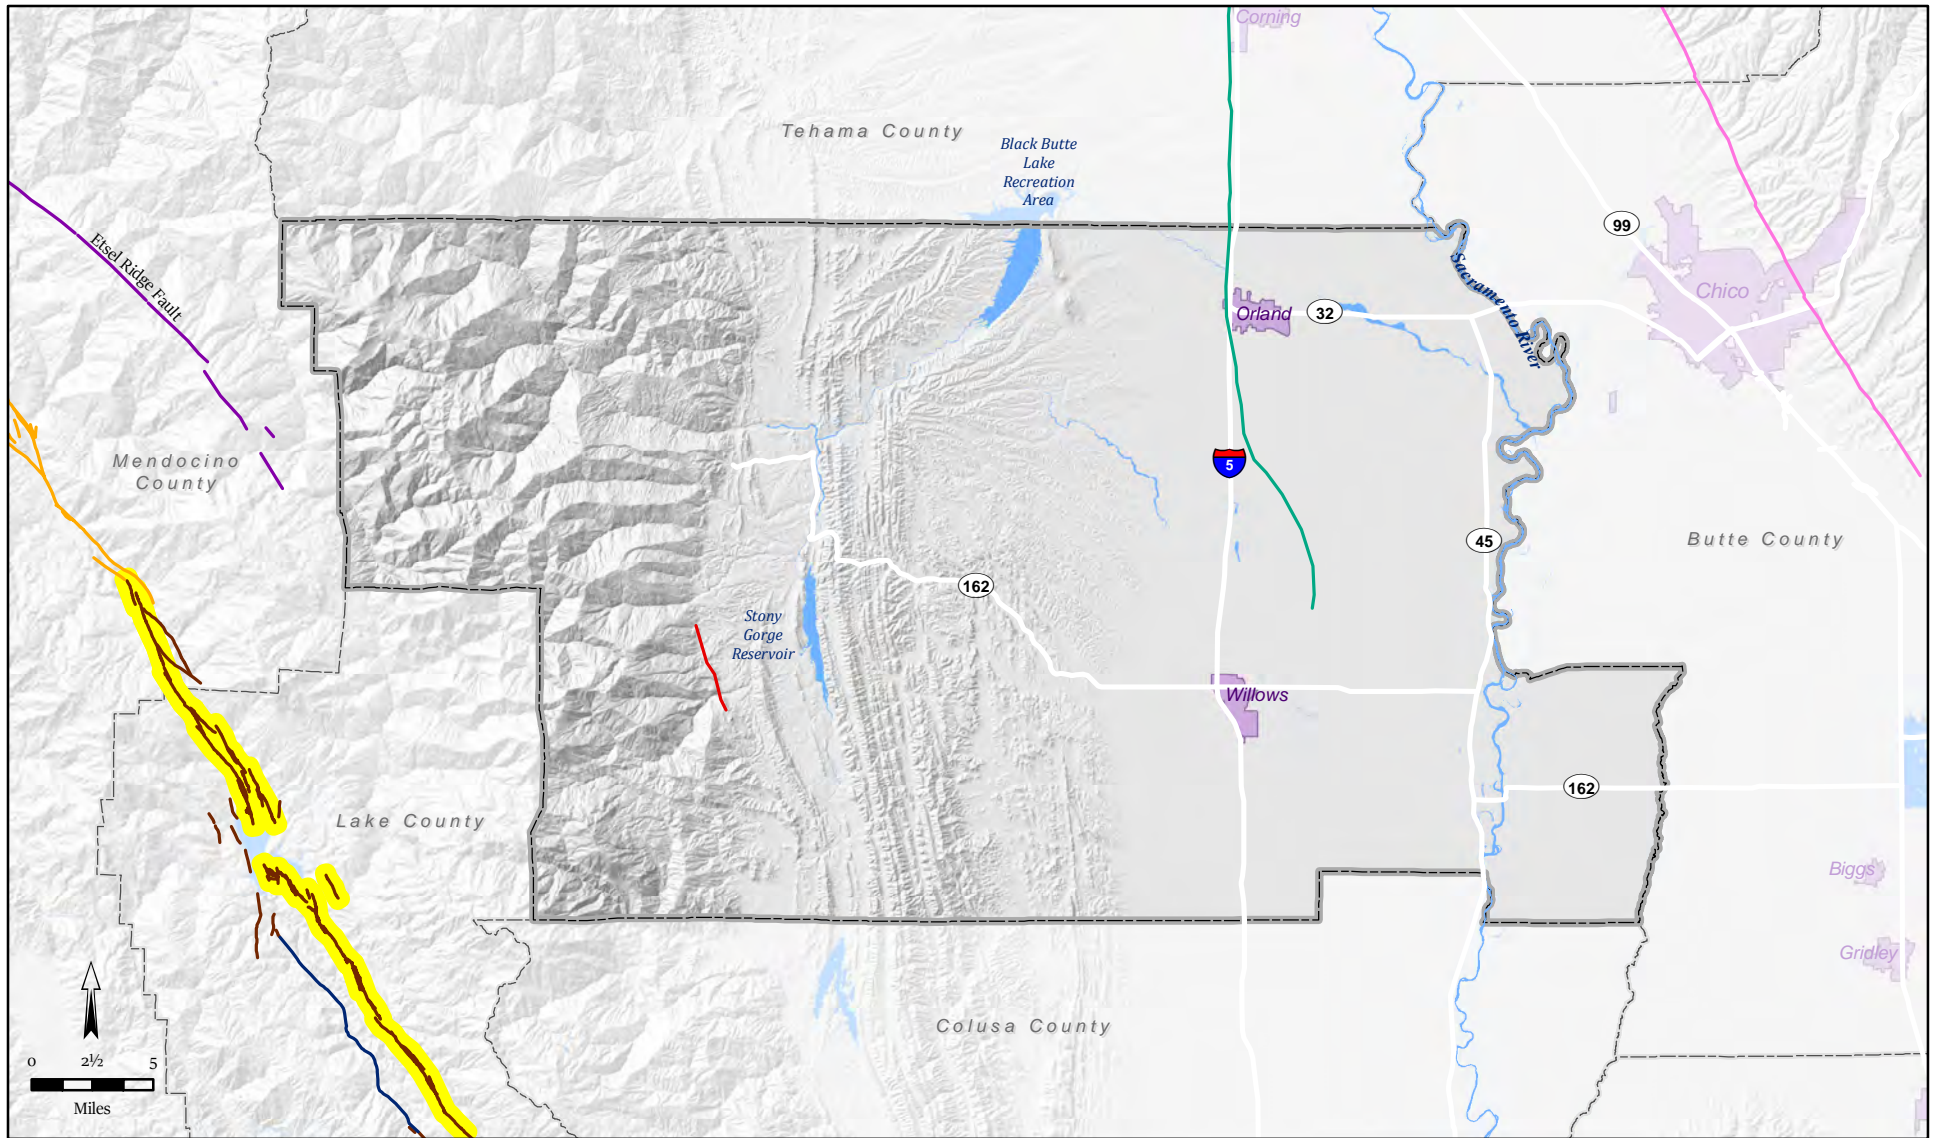 Corning
Tehama County
Black Butte
Lake
Recreation
Area
99
Etsel Ridge Fault
Sacramento River
Chico
Orland
32
Mendocino
County
5
45
Butte County
162
Stony
Gorge
Reservoir
Willows
162
Lake County
Biggs
Gridley
Colusa County
0 2½ 5
Miles